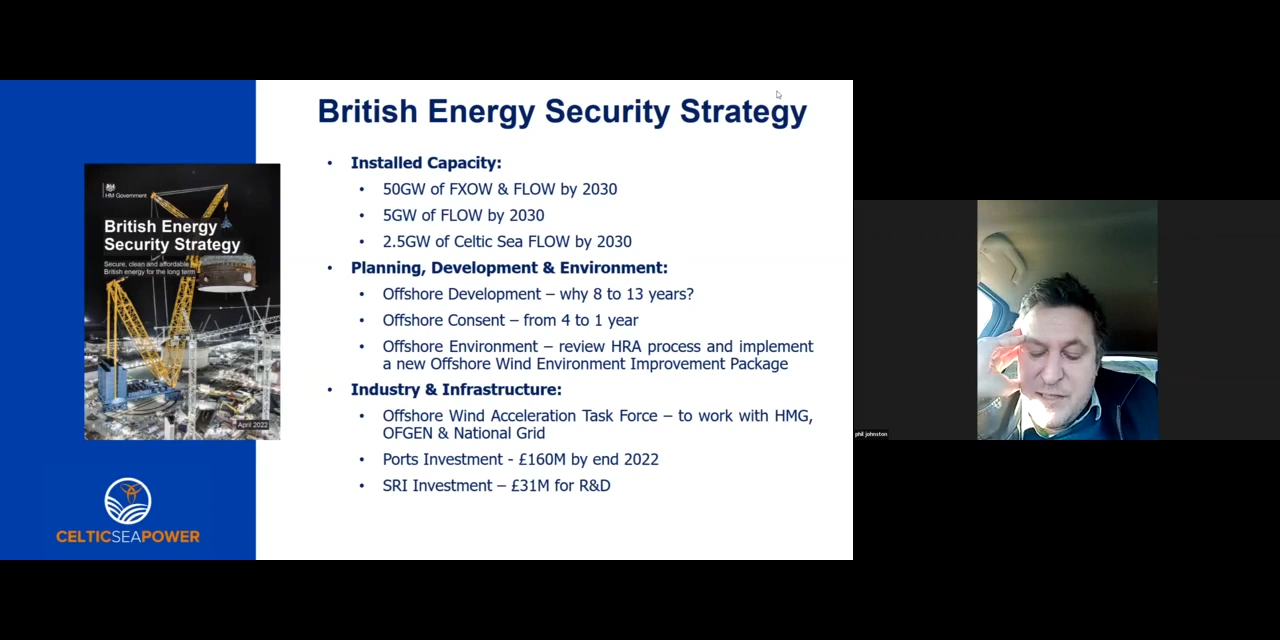 British Energy Security Strategy
• Installed Capacity:
• 50GW of FXOW & FLOW by 2030
• 5GW of FLOW by 2030
• 2.5GW of Celtic Sea FLOW by 2030
• Planning, Development & Environment:
• Offshore Development – why 8 to 13 years?
• Offshore Consent – from 4 to 1 year
• Offshore Environment – review HRA process and implement
a new Offshore Wind Environment Improvement Package
• Industry & Infrastructure:
• Offshore Wind Acceleration Task Force – to work with HMG,
OFGEN & National Grid
• Ports Investment - £160M by end 2022
• SRI Investment – £31M for R&D
HM Government
British Energy
Security Strategy
Secure, clean and affordable
British energy for the long term
April 2022
CELTICSEAPOWER
phil johnston